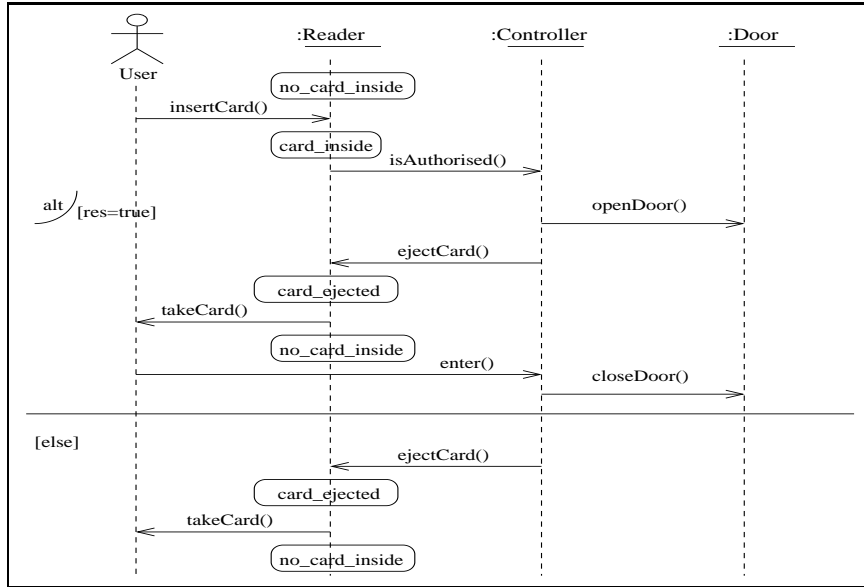 :Reader :Controller :Door
User
no_card_inside
insertCard()
card_inside
isAuthorised()
alt [res=true]
openDoor()
ejectCard()
card_ejected
takeCard()
no_card_inside
enter()
closeDoor()
[else]
ejectCard()
card_ejected
takeCard()
no_card_inside